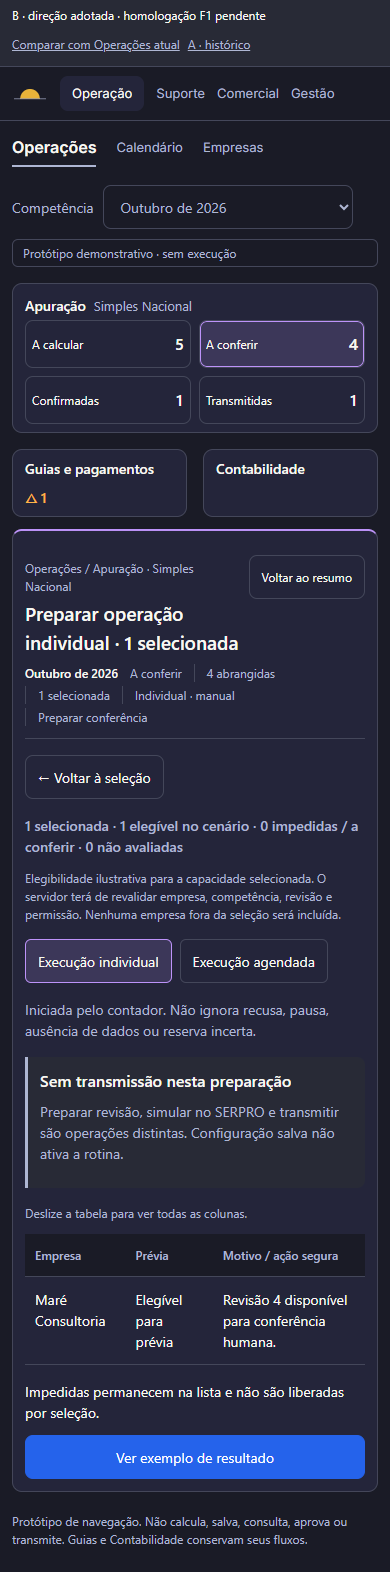 B · direção adotada · homologação F1 pendente
Comparar com Operações atual A · histórico
Operação Suporte Comercial Gestão
Operações Calendário Empresas
Competência Outubro de 2026
Protótipo demonstrativo · sem execução
Apuração Simples Nacional
A calcular 5
A conferir 4
Confirmadas 1
Transmitidas 1
Guias e pagamentos
△ 1
Contabilidade
Operações / Apuração · Simples
Nacional
Voltar ao resumo
Preparar operação
individual · 1 selecionada
Outubro de 2026 A conferir 4 abrangidas
1 selecionada Individual · manual
Preparar conferência
← Voltar à seleção
1 selecionada · 1 elegível no cenário · 0 impedidas / a
conferir · 0 não avaliadas
Elegibilidade ilustrativa para a capacidade selecionada. O
servidor terá de revalidar empresa, competência, revisão e
permissão. Nenhuma empresa fora da seleção será incluída.
Execução individual
Execução agendada
Iniciada pelo contador. Não ignora recusa, pausa,
ausência de dados ou reserva incerta.
Sem transmissão nesta preparação
Preparar revisão, simular no SERPRO e transmitir
são operações distintas. Configuração salva não
ativa a rotina.
Deslize a tabela para ver todas as colunas.
Empresa Prévia Motivo / ação segura
Maré Elegível Revisão 4 disponível
Consultoria para para conferência
prévia humana.
Impedidas permanecem na lista e não são liberadas
por seleção.
Ver exemplo de resultado
Protótipo de navegação. Não calcula, salva, consulta, aprova ou
transmite. Guias e Contabilidade conservam seus fluxos.